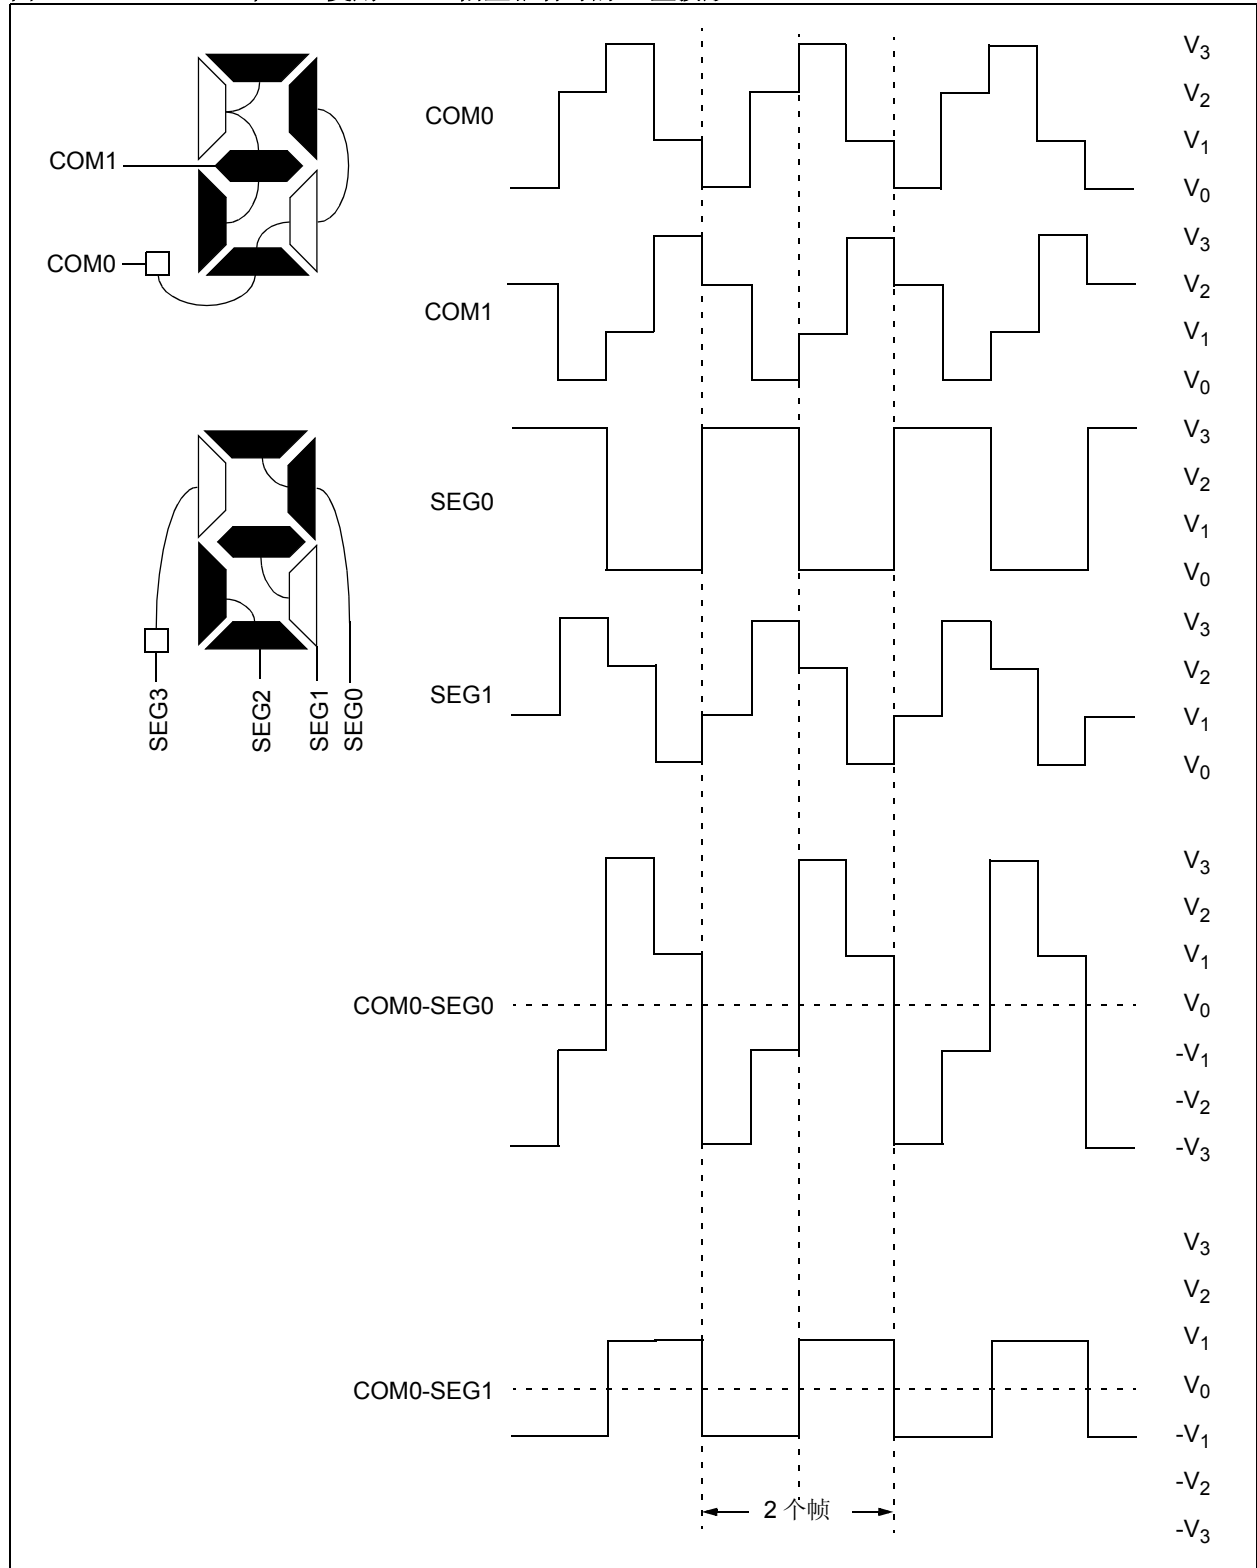 COM1
COM0
SEG3
SEG2
SEG1
SEG0
COM0
V3
V2
V1
V0
COM1
V3
V2
V1
V0
SEG0
V3
V2
V1
V0
SEG1
V3
V2
V1
V0
COM0-SEG0
V3
V2
V1
V0
-V1
-V2
-V3
COM0-SEG1
V3
V2
V1
V0
-V1
-V2
-V3
2 个帧